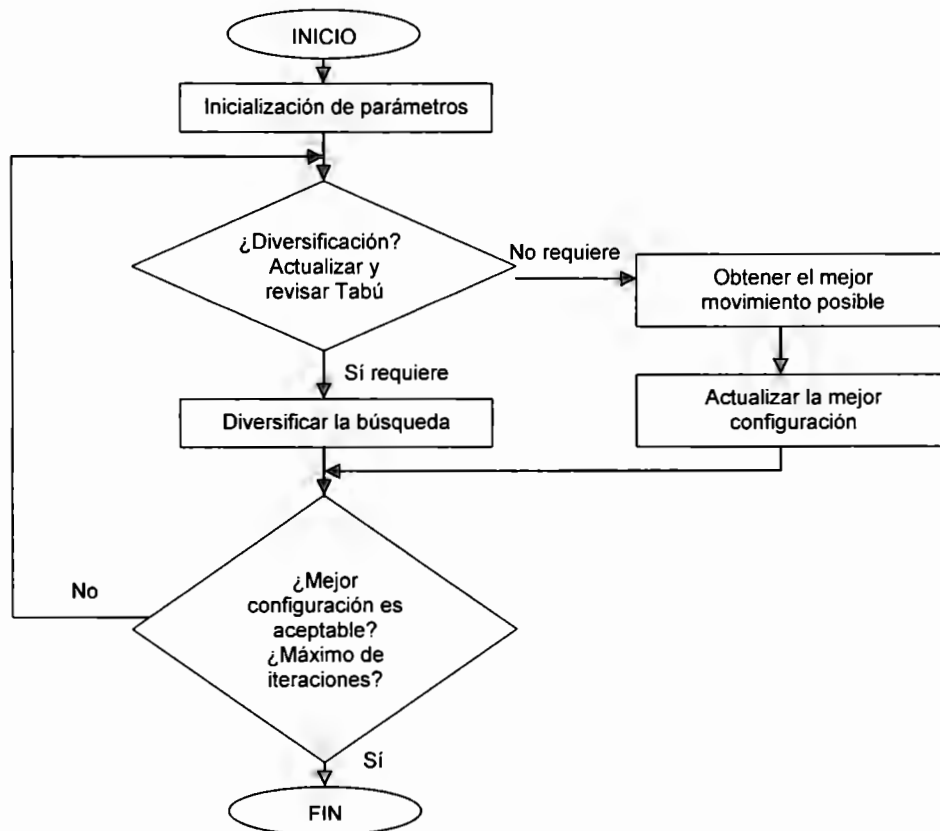 INICIO
Inicialización de parámetros
¿Diversificación?
Actualizar y
revisar Tabú
No requiere
Obtener el mejor
movimiento posible
Sí requiere
Actualizar la mejor
configuración
Diversificar la búsqueda
No
¿Mejor
configuración es
aceptable?
¿Máximo de
iteraciones?
Sí
FIN